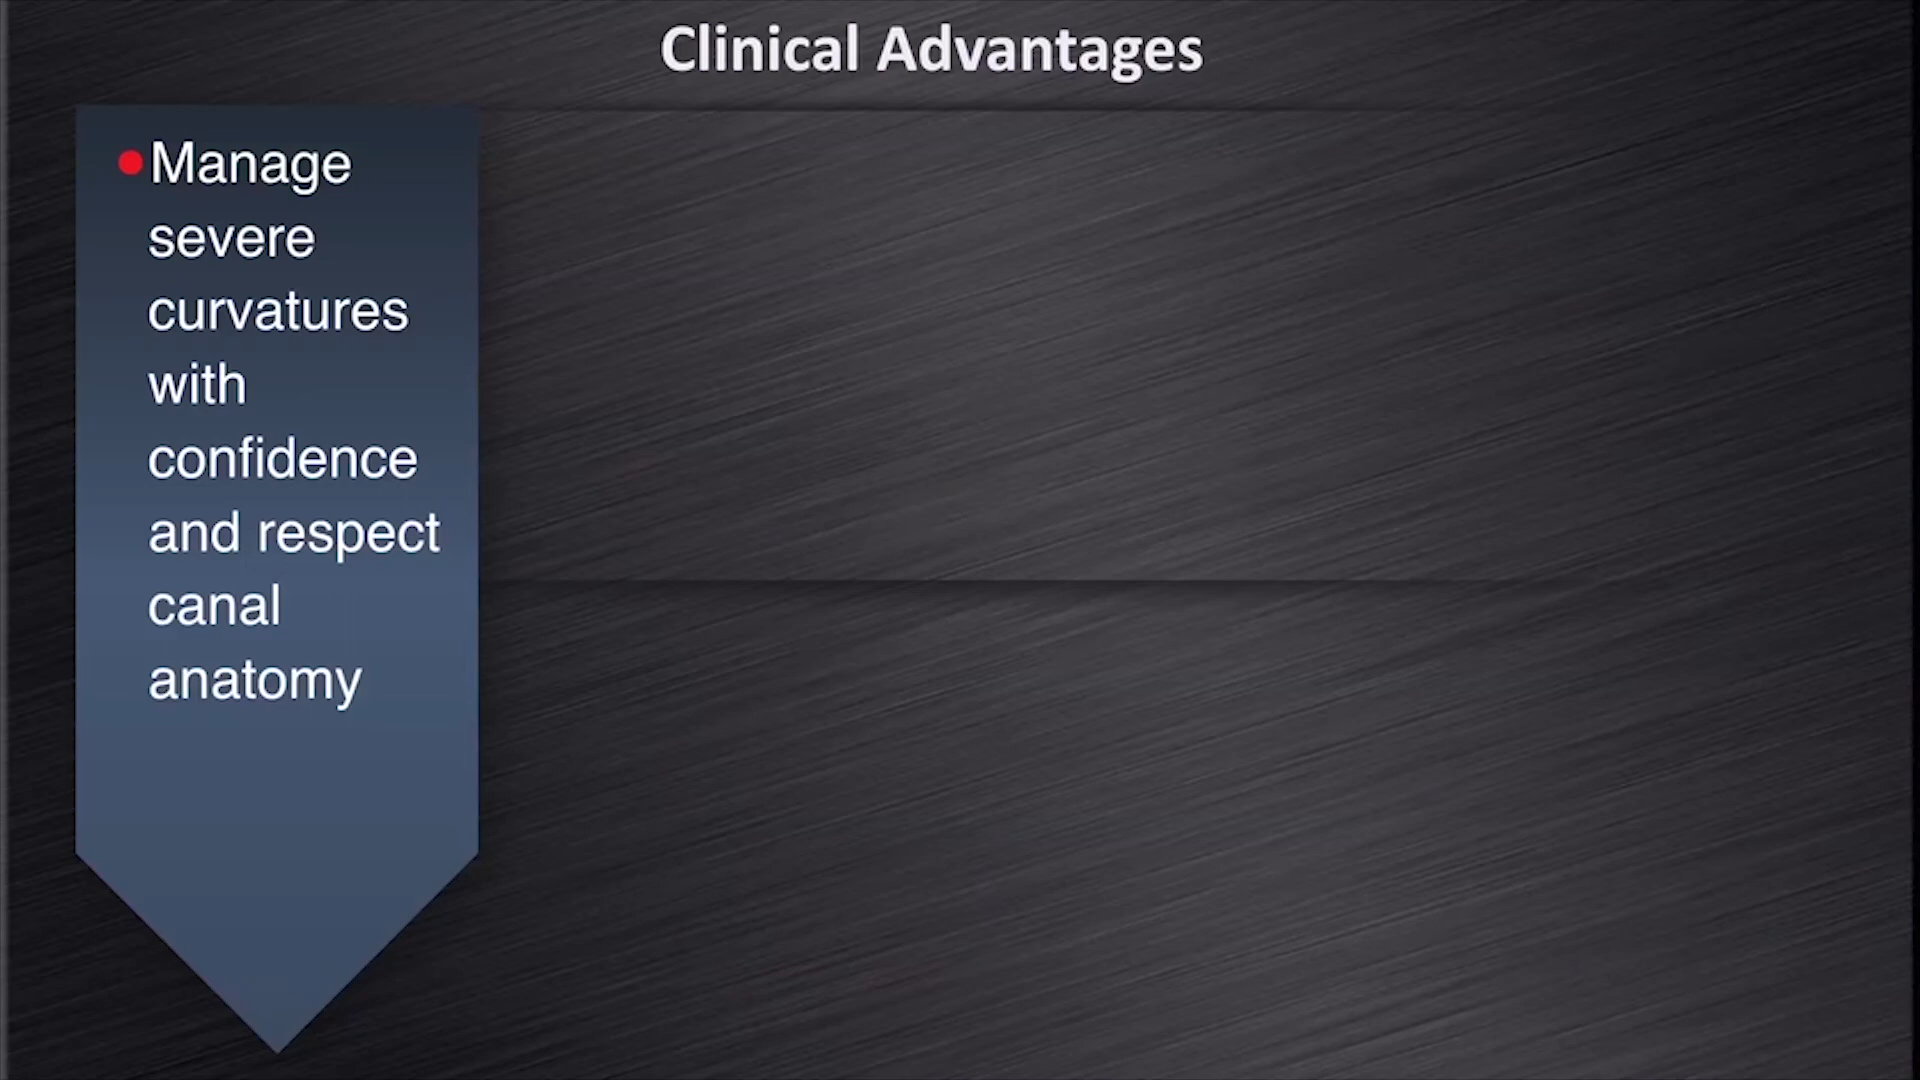 Clinical Advantages
•Manage
severe
curvatures
with
confidence
and respect
canal
anatomy